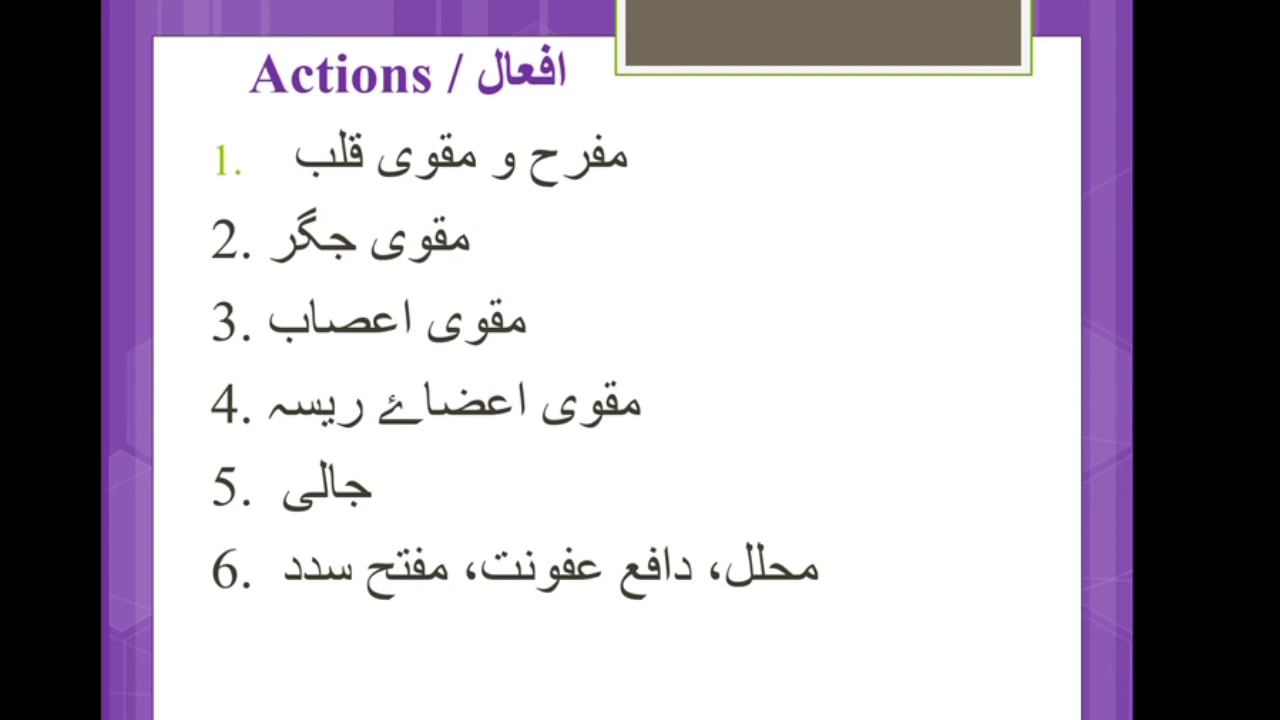 Actions / افعال
1. مفرح و مقوی قلب
2. مقوی جگر
3. مقوی اعصاب
4. مقوی اعضاۓ ریسہ
5. جالی
6. محلل، دافع عفونت، مفتح سدد